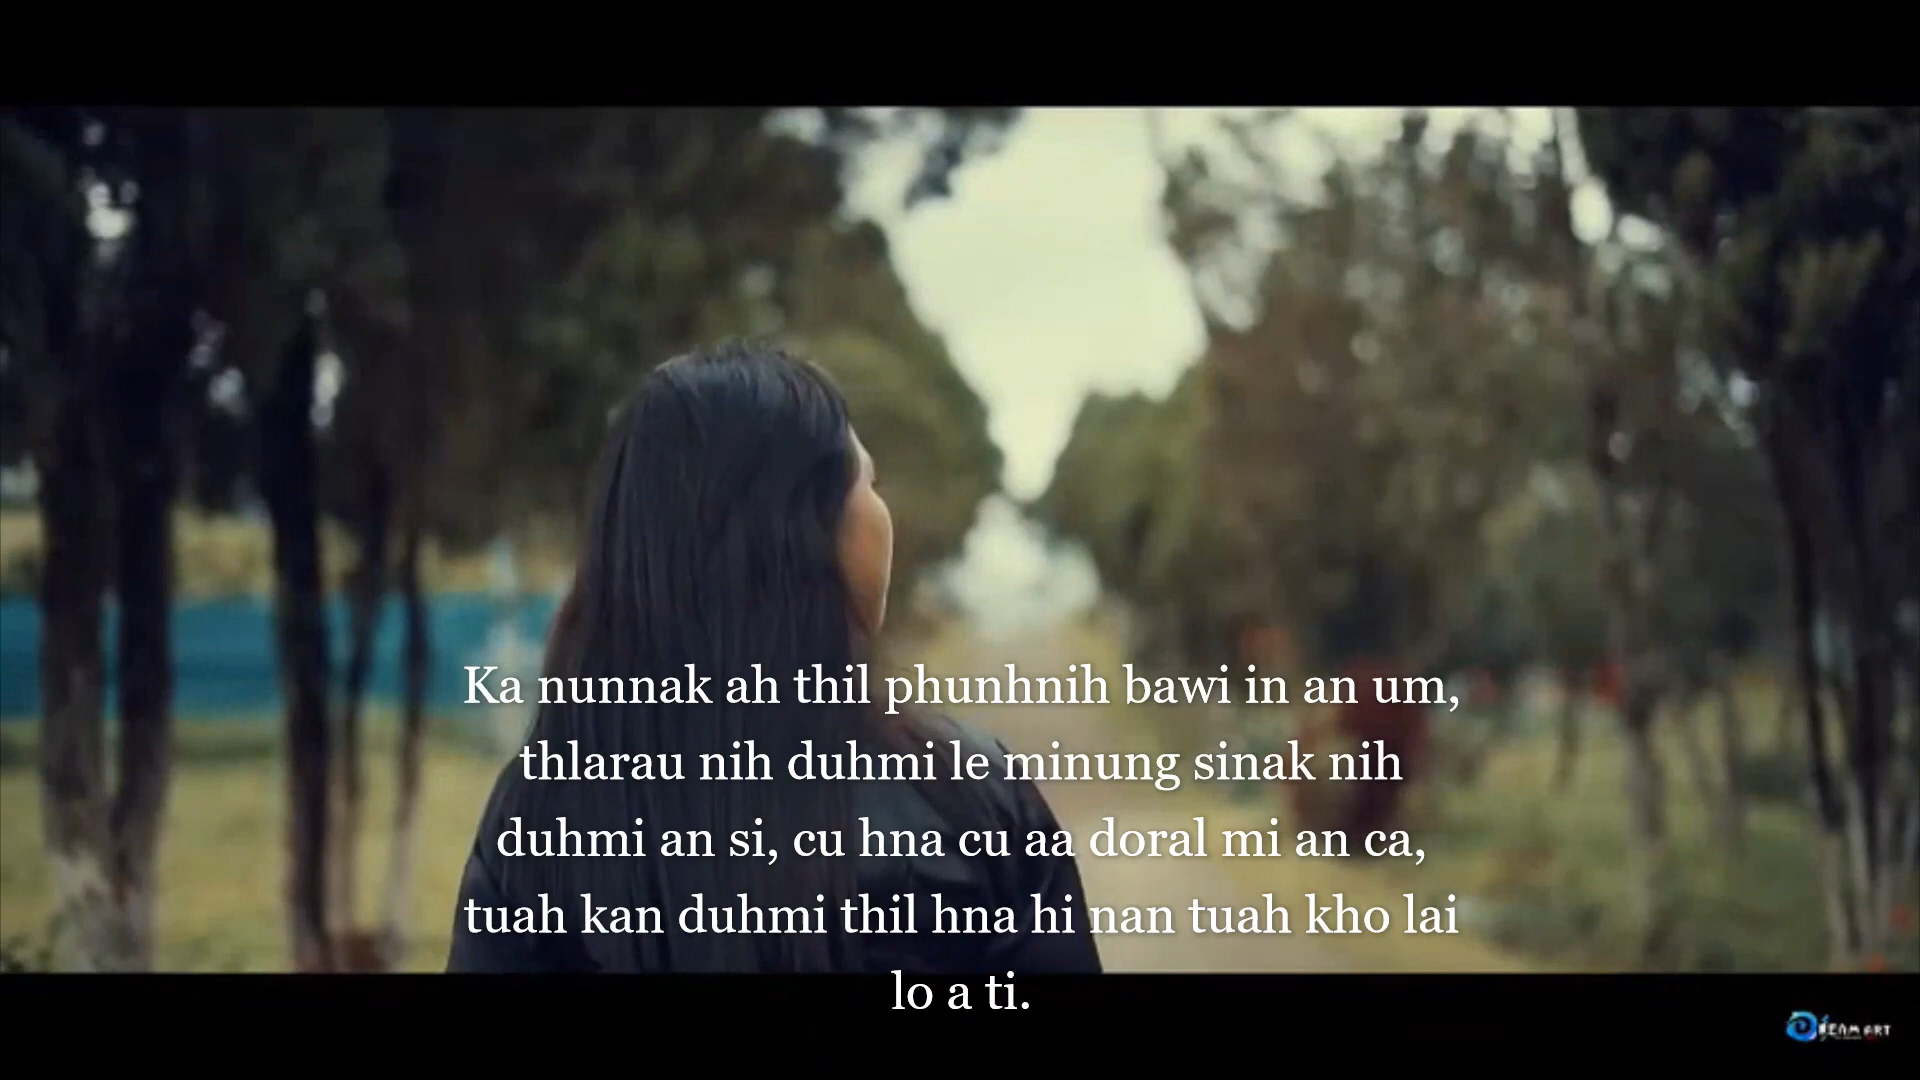 Ka nunnak ah thil phunhnih bawi in an um,
thlarau nih duhmi le minung sinak nih
duhmi an si, cu hna cu aa doral mi an ca,
tuah kan duhmi thil hna hi nan tuah kho lai
lo a ti.
DREAM ART